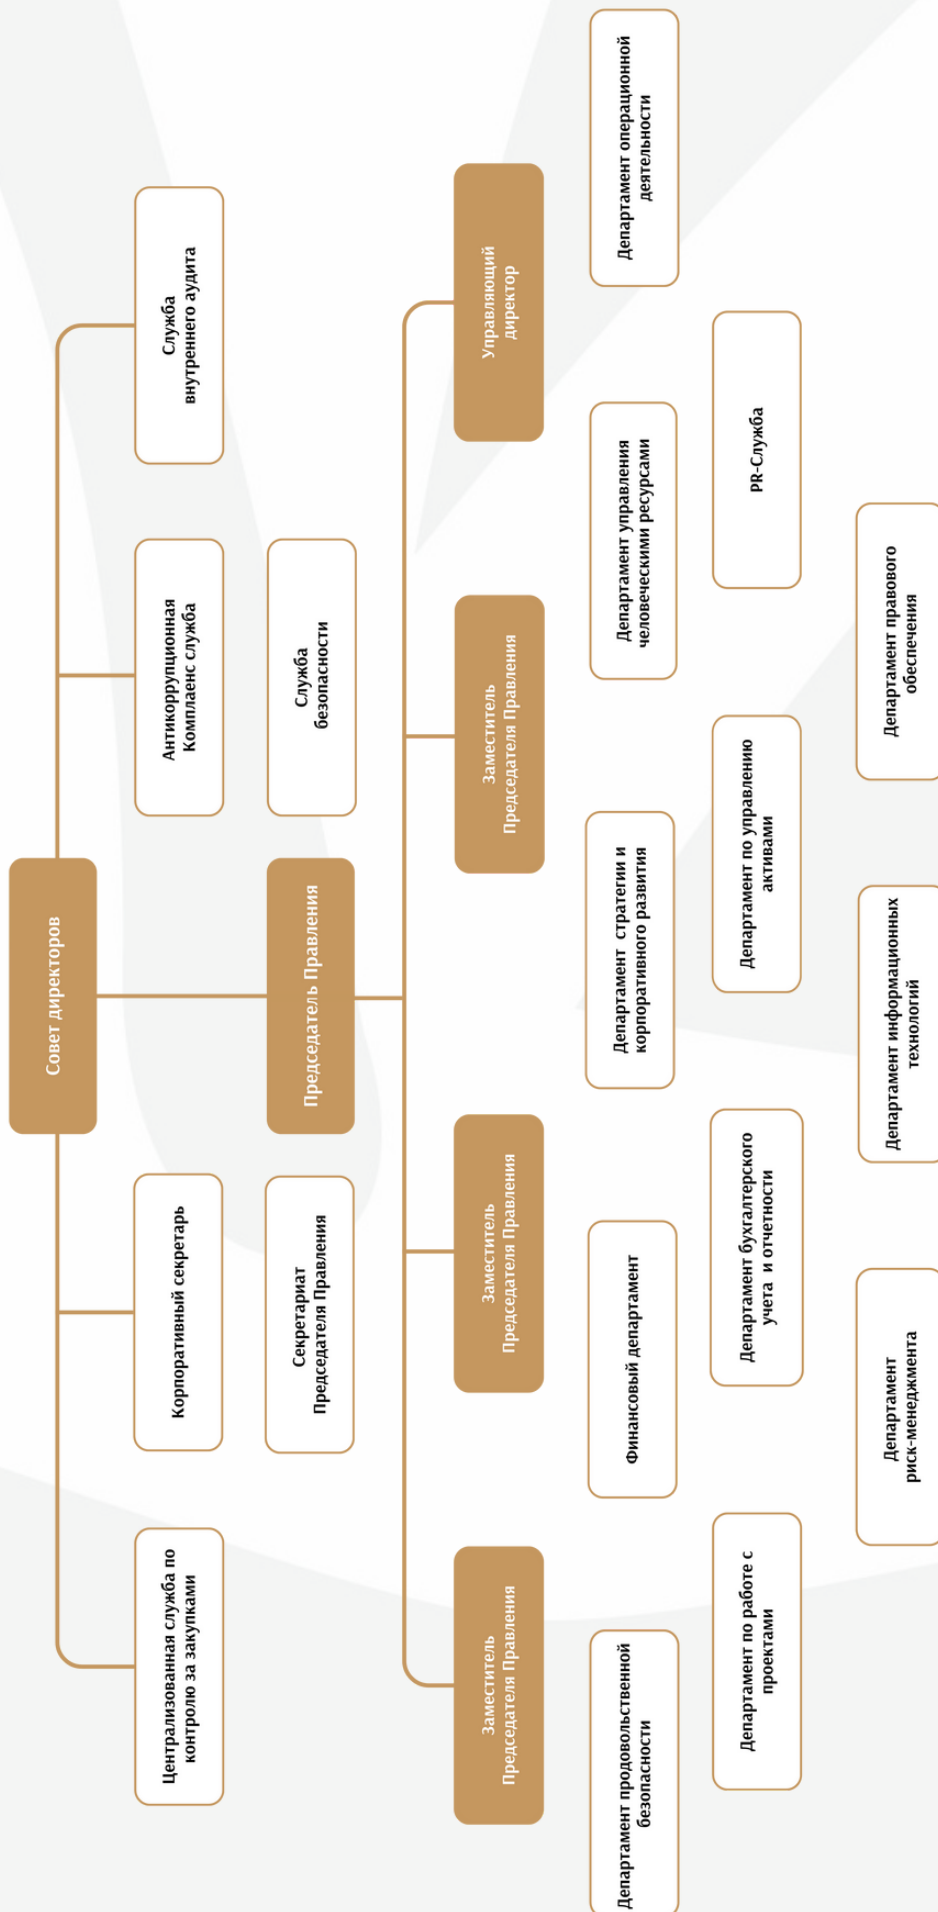 Совет директоров
Централизованная служба по
контролю за закупками
Корпоративный секретарь
Антикоррупционная
Комплаенс служба
Служба
внутреннего аудита
Секретариат
Председателя Правления
Председатель Правления
Служба
безопасности
Заместитель
Председателя Правления
Заместитель
Председателя Правления
Заместитель
Председателя Правления
Управляющий
директор
Департамент продовольственной
безопасности
Финансовый департамент
Департамент стратегии и
корпоративного развития
Департамент управления
человеческими ресурсами
Департамент операционной
деятельности
Департамент по работе с
проектами
Департамент бухгалтерского
учета и отчетности
Департамент по управлению
активами
PR-Служба
Департамент
риск-менеджмента
Департамент информационных
технологий
Департамент правового
обеспечения